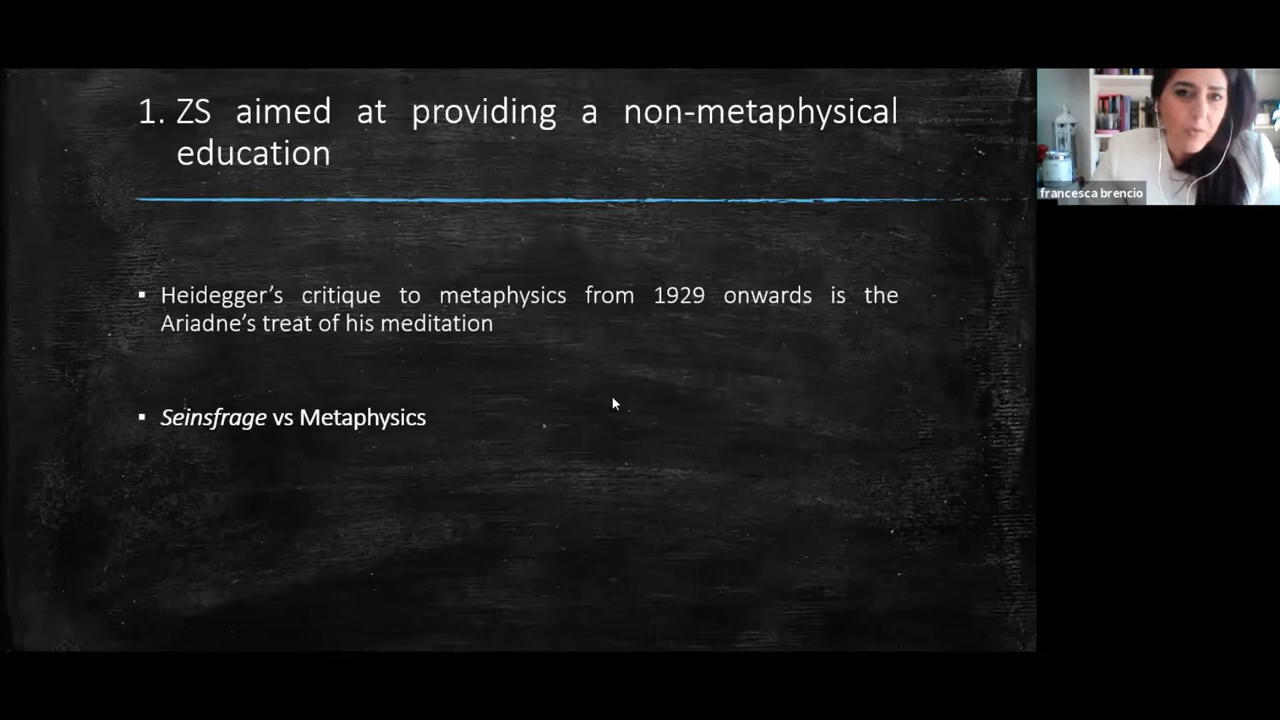 1. ZS aimed at providing a non-metaphysical
education
francesca brencio
▪ Heidegger’s critique to metaphysics from 1929 onwards is the
Ariadne’s treat of his meditation
▪ Seinsfrage vs Metaphysics